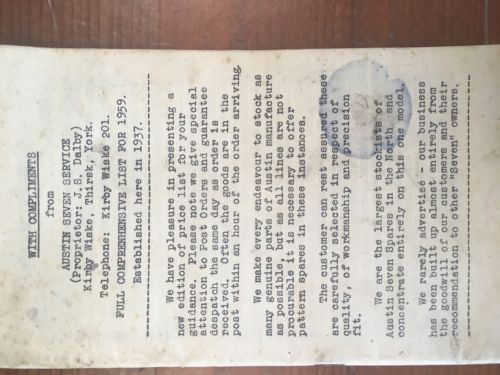 WITH COMPLIMENTS
from
AUSTIN SEVEN SERVICE
(Proprietor: J.S. Dalby)
Kirby Wiske, Thirsk, York.
Telephone: Kirby Wiske 201.
FULL COMPREHENSIVE LIST FOR 1959.
Established here in 1937.
We have pleasure in presenting a
new edition of price list for your
guidance. Please note we give special
attention to Post Orders and guarantee
despatch the same day as order is
received. Often the goods are in the
post within an hour of the order arriving.
We make every endeavour to stock as
many genuine parts of Austin manufacture
as possible, but as all lines are not
procurable it is necessary to offer
pattern spares in these instances.
The customer can rest assured these
are carefully selected in respect of
quality, of workmanship and precision
fit.
We are the largest stockists of
Austin Seven Spares in the North, and
concentrate entirely on this one model.
We rarely advertise - our business
has been built up almost entirely from
the goodwill of our customers and their
recommendation to other "Seven" owners.